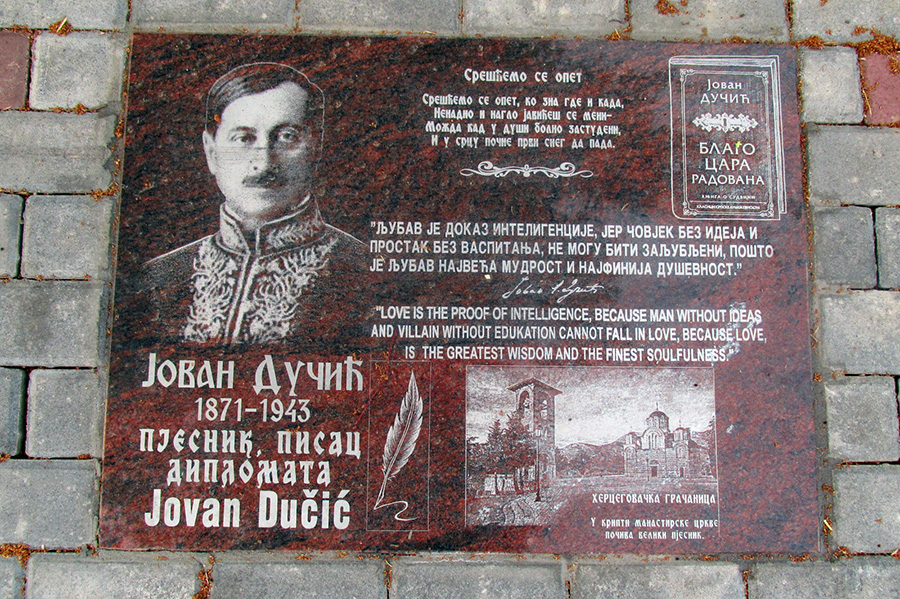 Срешћемо се опет
Срешћемо се опет, ко зна где и када,
Ненадно и нагло јавићеш се мени-
Можда кад у души болно застудени,
И у срцу почне први снег да пада.
Јован
Дучић
Благо
цара
Радована
књига о судбини
"ЉУБАВ ЈЕ ДОКАЗ ИНТЕЛИГЕНЦИЈЕ, ЈЕР ЧОВЈЕК БЕЗ ИДЕЈА И
ПРОСТАК БЕЗ ВАСПИТАЊА, НЕ МОГУ БИТИ ЗАЉУБЉЕНИ, ПОШТО
ЈЕ ЉУБАВ НАЈВЕЋА МУДРОСТ И НАЈФИНИЈА ДУШЕВНОСТ."
"LOVE IS THE PROOF OF INTELLIGENCE, BECAUSE MAN WITHOUT IDEAS
AND VILLAIN WITHOUT EDUKATION CANNOT FALL IN LOVE, BECAUSE LOVE,
IS THE GREATEST WISDOM AND THE FINEST SOULFULNESS."
Јован Дучић
1871-1943
пјесник, писац
дипломата
Jovan Dučić
Херцеговачка Грачаница
У крипти манастирске цркве
почива велики пјесник.